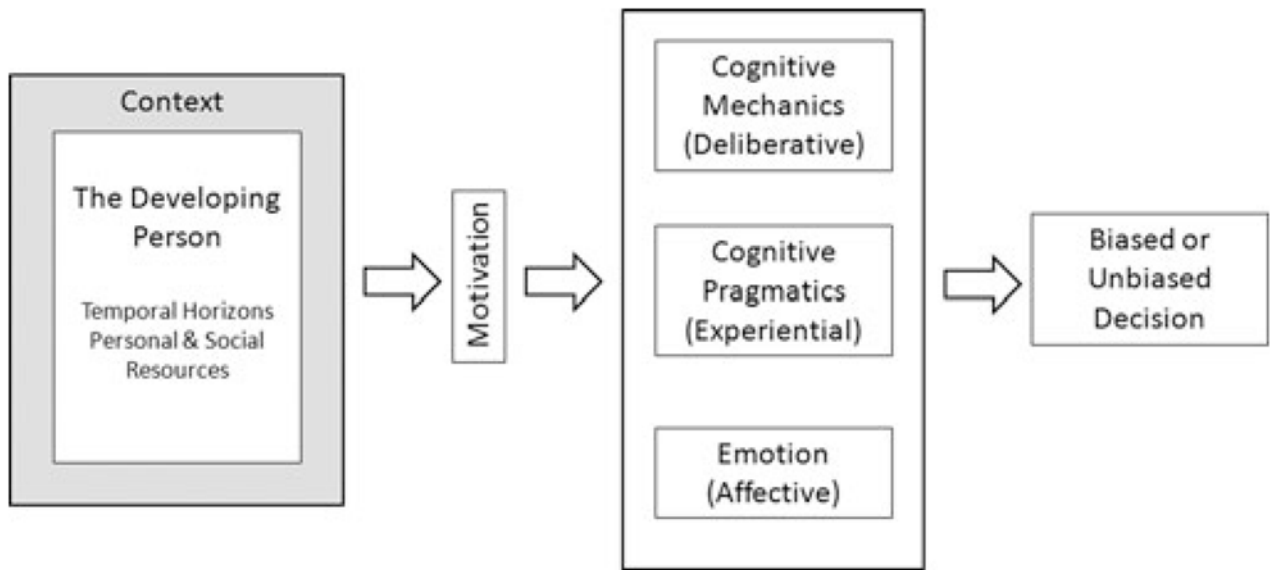 Context
The Developing
Person
Temporal Horizons
Personal & Social
Resources
Motivation
Cognitive
Mechanics
(Deliberative)
Cognitive
Pragmatics
(Experiential)
Emotion
(Affective)
Biased or
Unbiased
Decision